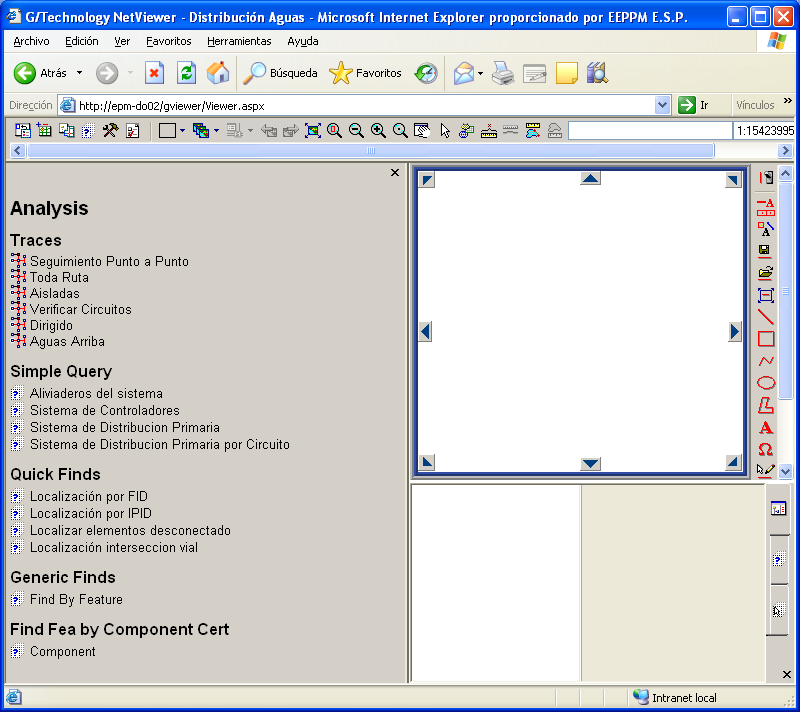 G/Technology NetViewer - Distribución Aguas - Microsoft Internet Explorer proporcionado por EEPPM E.S.P.
Archivo Edición Ver Favoritos Herramientas Ayuda
Atrás Búsqueda Favoritos
Dirección http://epm-do02/gviewer/Viewer.aspx Ir Vínculos »
1:15423995
Analysis
Traces
Seguimiento Punto a Punto
Toda Ruta
Aisladas
Verificar Circuitos
Dirigido
Aguas Arriba
Simple Query
Aliviaderos del sistema
Sistema de Controladores
Sistema de Distribucion Primaria
Sistema de Distribucion Primaria por Circuito
Quick Finds
Localización por FID
Localización por IPID
Localizar elementos desconectado
Localización interseccion vial
Generic Finds
Find By Feature
Find Fea by Component Cert
Component
Intranet local